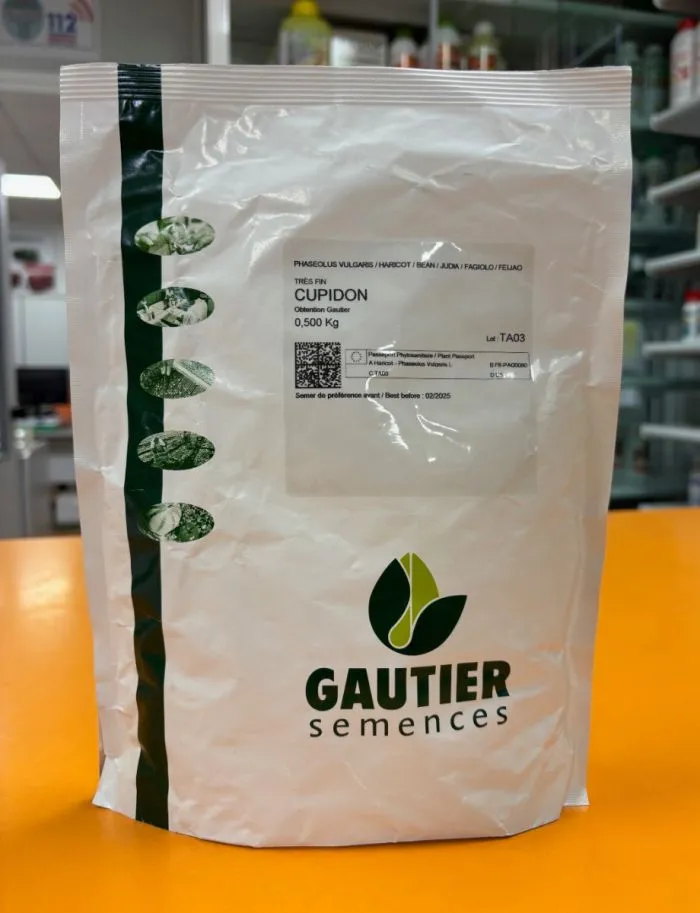 112
PHASEOLUS VULGARIS / HARICOT / BEAN / JUDIA / FAGIOLO / FEIJAO
TRÈS FIN
CUPIDON
Obtention Gautier
0,500 Kg
Lot TA03
Passeport Phytosanitaire / Plant Passport
A Haricot - Phaseolus Vulgaris L
C TA03
Semer de préférence avant / Best before : 02/2025
GAUTIER
semences